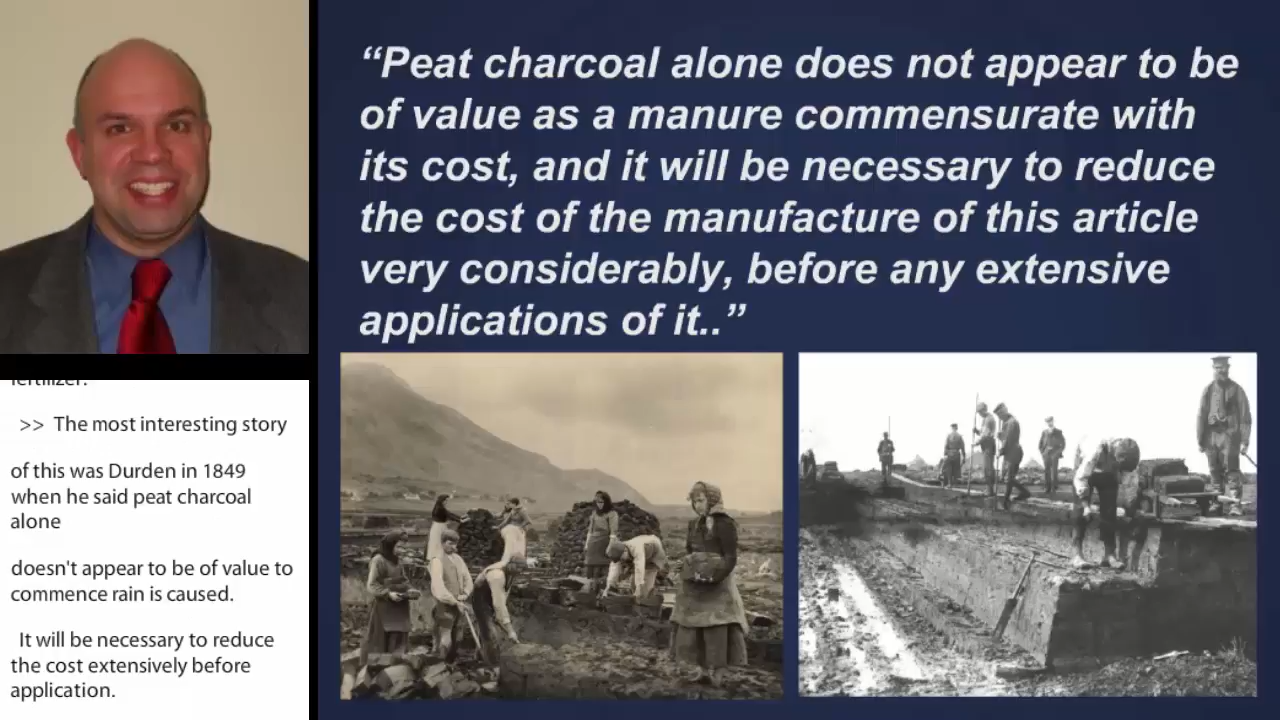 “Peat charcoal alone does not appear to be
of value as a manure commensurate with
its cost, and it will be necessary to reduce
the cost of the manufacture of this article
very considerably, before any extensive
applications of it..”
fertilizer.
>> The most interesting story
of this was Durden in 1849
when he said peat charcoal
alone
doesn't appear to be of value to
commence rain is caused.
It will be necessary to reduce
the cost extensively before
application.